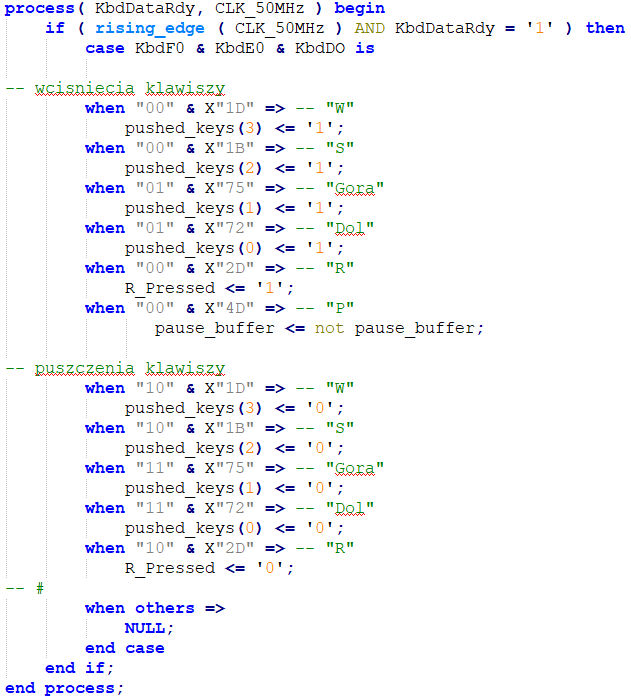 process( KbdDataRdy, CLK_50MHz ) begin
    if ( rising_edge ( CLK_50MHz ) AND KbdDataRdy = '1' ) then
        case KbdF0 & KbdE0 & KbdDO is
-- wcisniecia klawiszy
        when "00" & X"1D" => -- "W"
            pushed_keys(3) <= '1';
        when "00" & X"1B" => -- "S"
            pushed_keys(2) <= '1';
        when "01" & X"75" => -- "Gora"
            pushed_keys(1) <= '1';
        when "01" & X"72" => -- "Dol"
            pushed_keys(0) <= '1';
        when "00" & X"2D" => -- "R"
            R_Pressed <= '1';
        when "00" & X"4D" => -- "P"
               pause_buffer <= not pause_buffer;
-- puszczenia klawiszy
        when "10" & X"1D" => -- "W"
            pushed_keys(3) <= '0';
        when "10" & X"1B" => -- "S"
            pushed_keys(2) <= '0';
        when "11" & X"75" => -- "Gora"
            pushed_keys(1) <= '0';
        when "11" & X"72" => -- "Dol"
            pushed_keys(0) <= '0';
        when "10" & X"2D" => -- "R"
            R_Pressed <= '0';
-- #
        when others =>
            NULL;
        end case
    end if;
end process;